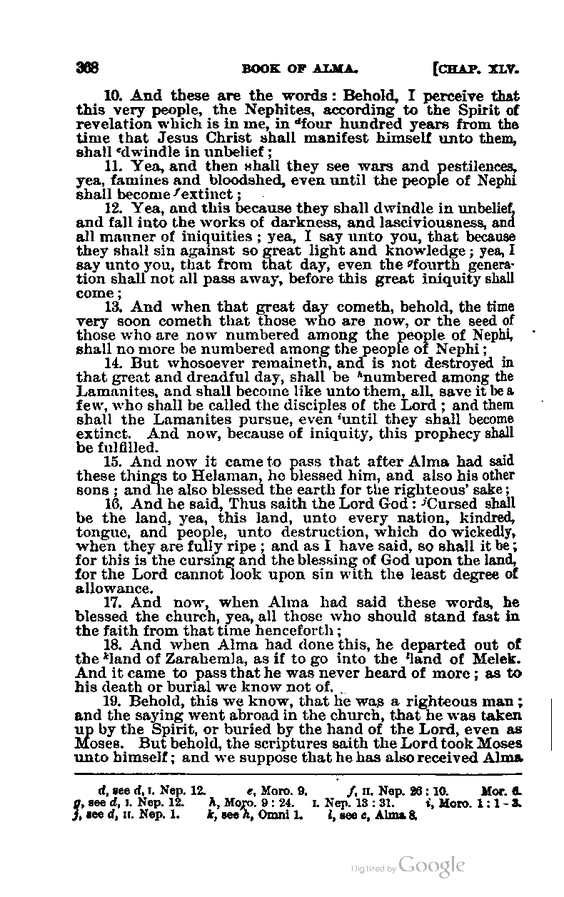 368 BOOK OF ALMA. [CHAP. XLV.
10. And these are the words : Behold, I perceive that
this very people, the Nephites, according to the Spirit of
revelation which is in me, in dfour hundred years from the
time that Jesus Christ shall manifest himself unto them,
shall edwindle in unbelief ;
11. Yea, and then shall they see wars and pestilences,
yea, famines and bloodshed, even until the people of Nephi
shall become fextinct ;
12. Yea, and this because they shall dwindle in unbelief,
and fall into the works of darkness, and lasciviousness, and
all manner of iniquities ; yea, I say unto you, that because
they shall sin against so great light and knowledge ; yea, I
say unto you, that from that day, even the gfourth genera-
tion shall not all pass away, before this great iniquity shall
come ;
13. And when that great day cometh, behold, the time
very soon cometh that those who are now, or the seed of
those who are now numbered among the people of Nephi,
shall no more be numbered among the people of Nephi ;
14. But whosoever remaineth, and is not destroyed in
that great and dreadful day, shall be hnumbered among the
Lamanites, and shall become like unto them, all, save it be a
few, who shall be called the disciples of the Lord ; and them
shall the Lamanites pursue, even iuntil they shall become
extinct. And now, because of iniquity, this prophecy shall
be fulfilled.
15. And now it came to pass that after Alma had said
these things to Helaman, he blessed him, and also his other
sons ; and he also blessed the earth for the righteous' sake ;
16. And he said, Thus saith the Lord God : jCursed shall
be the land, yea, this land, unto every nation, kindred,
tongue, and people, unto destruction, which do wickedly,
when they are fully ripe ; and as I have said, so shall it be ;
for this is the cursing and the blessing of God upon the land,
for the Lord cannot look upon sin with the least degree of
allowance.
17. And now, when Alma had said these words, he
blessed the church, yea, all those who should stand fast in
the faith from that time henceforth ;
18. And when Alma had done this, he departed out of
the kland of Zarahemla, as if to go into the lland of Melek.
And it came to pass that he was never heard of more ; as to
his death or burial we know not of.
19. Behold, this we know, that he was a righteous man ;
and the saying went abroad in the church, that he was taken
up by the Spirit, or buried by the hand of the Lord, even as
Moses. But behold, the scriptures saith the Lord took Moses
unto himself ; and we suppose that he has also received Alma
d, see d, I. Nep. 12. e, Moro. 9. f, II. Nep. 26 : 10. Mor. 6.
g, see d, I. Nep. 12. h, Moro. 9 : 24. I. Nep. 13 : 31. i, Moro. 1 : 1-3.
j, see d, II. Nep. 1. k, see h, Omni 1. l, see c, Alma 8.
Digitized by Google